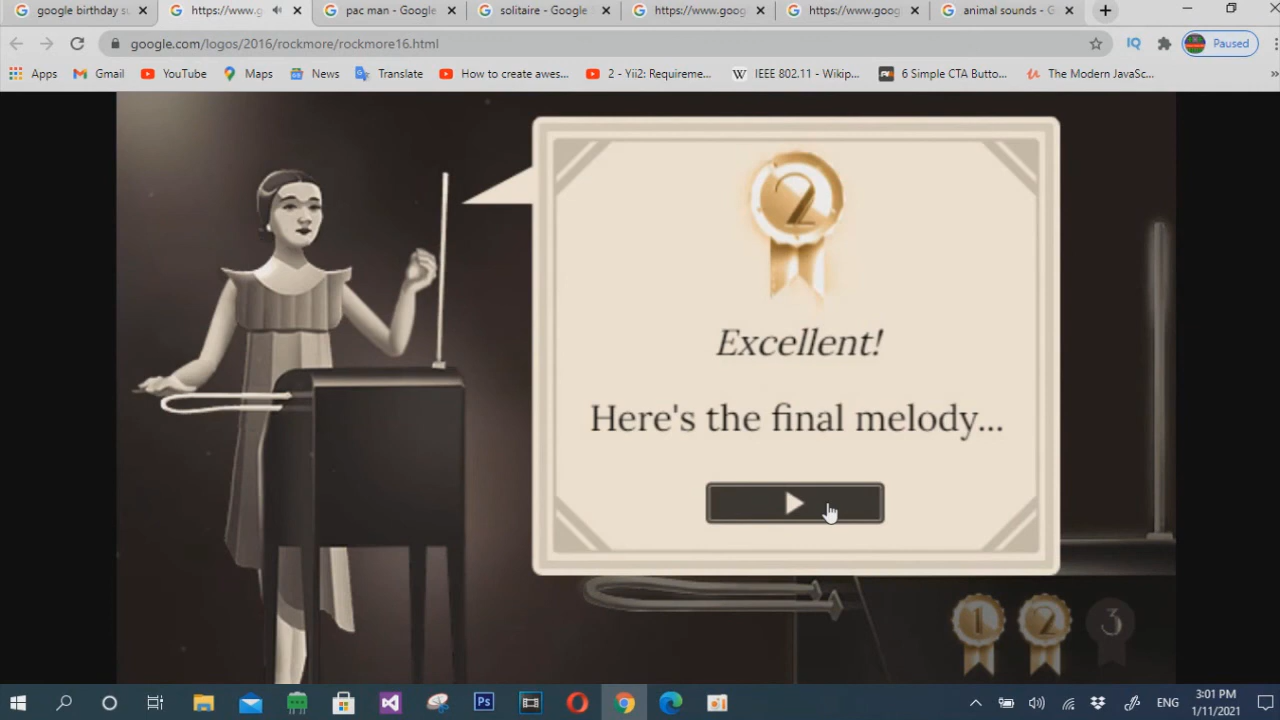 google birthday su
https://www.g
pac man - Google
solitaire - Google S
https://www.goog
https://www.goog
animal sounds - G
google.com/logos/2016/rockmore/rockmore16.html
IQ
Paused
Apps
Gmail
YouTube
Maps
News
Translate
How to create awes...
2 - Yii2: Requireme...
W
IEEE 802.11 - Wikip...
6 Simple CTA Butto...
The Modern JavaSc...
2
Excellent!
Here's the final melody...
1
2
3
Ps
ENG
3:01 PM
1/11/2021